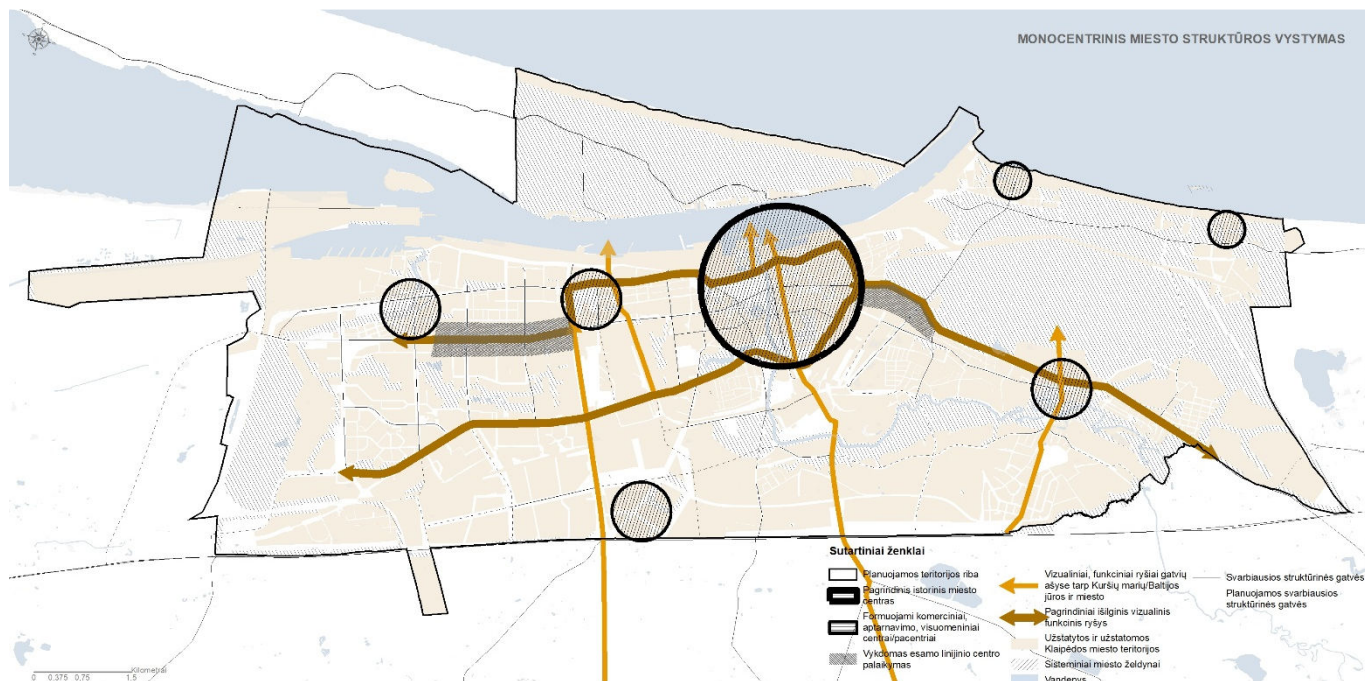 MONOCENTRINIS MIESTO STRUKTŪROS VYSTYMAS
Sutartiniai ženklai
Planuojamos teritorijos riba
Pagrindinis istorinis miesto
centras
Formuojami komerciniai,
aptarnavimo, visuomeniniai
centrai/pacentriai
Vykdomas esamo linijinio centro
palaikymas
Vizualiniai, funkciniai ryšiai gatvių
ašyse tarp Kuršių marių/Baltijos
jūros ir miesto
Pagrindiniai išilginis vizualinis
funkcinis ryšys
Užstatytos ir užstatomos
Klaipėdos miesto teritorijos
Sisteminiai miesto želdynai
Vandenys
Svarbiausios struktūrinės gatvės
Planuojamos svarbiausios
struktūrinės gatvės
Kilometrai
0 0.375 0.75 1.5